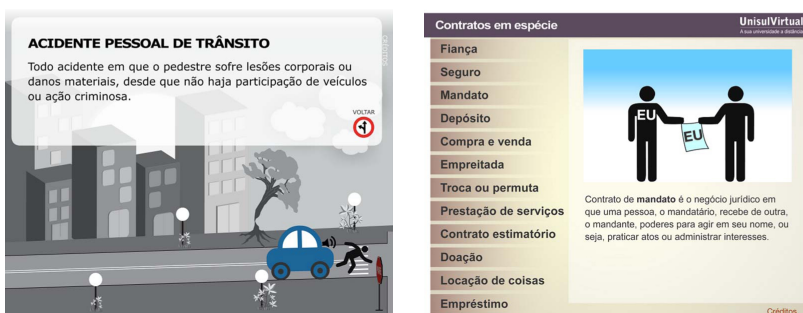 ACIDENTE PESSOAL DE TRÂNSITO
Todo acidente em que o pedestre sofre lesões corporais ou
danos materiais, desde que não haja participação de veículos
ou ação criminosa.
VOLTAR
CRÉDITOS
Contratos em espécie
UnisulVirtual
A sua universidade a distância
Fiança
Seguro
Mandato
Depósito
Compra e venda
Empreitada
Troca ou permuta
Prestação de serviços
Contrato estimatório
Doação
Locação de coisas
Empréstimo
EU
EU
Contrato de mandato é o negócio jurídico em
que uma pessoa, o mandatário, recebe de outra,
o mandante, poderes para agir em seu nome, ou
seja, praticar atos ou administrar interesses.
Créditos